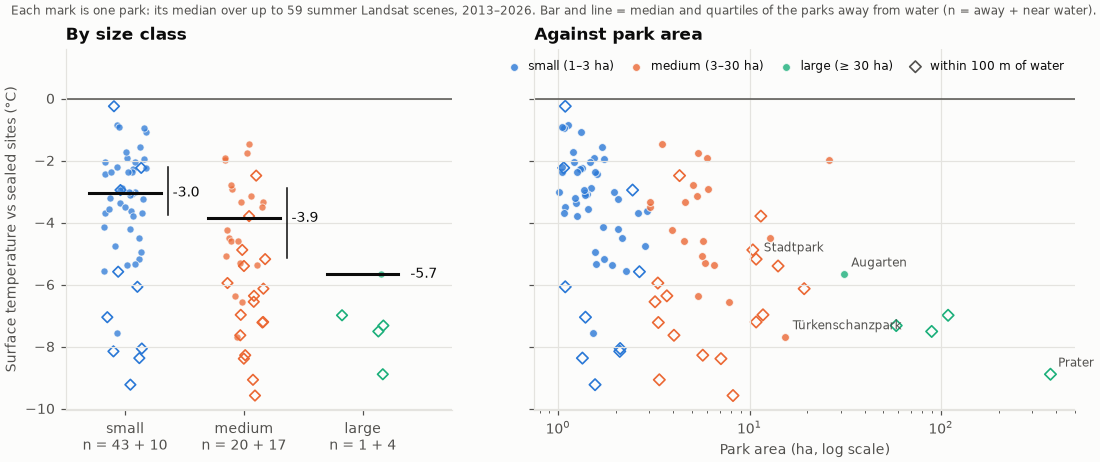 Each mark is one park: its median over up to 59 summer Landsat scenes, 2013–2026. Bar and line = median and quartiles of the parks away from water (n = away + near water).
By size class
Against park area
small (1–3 ha)
medium (3–30 ha)
large (≥ 30 ha)
within 100 m of water
Surface temperature vs sealed sites (°C)
0
−2
−4
−6
−8
−10
-3.0
-3.9
-5.7
small
n = 43 + 10
medium
n = 20 + 17
large
n = 1 + 4
Stadtpark
Augarten
Türkenschanzpark
Prater
10⁰
10¹
10²
Park area (ha, log scale)